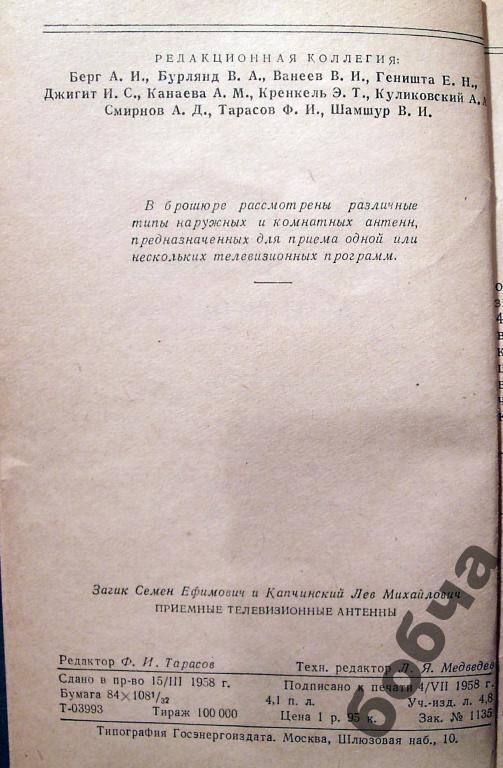 РЕДАКЦИОННАЯ КОЛЛЕГИЯ:
Берг А. И., Бурлянд В. А., Ванеев В. И., Геништа Е. Н.,
Джигит И. С., Канаева А. М., Кренкель Э. Т., Куликовский А. А
Смирнов А. Д., Тарасов Ф. И., Шамшур В. И.
В брошюре рассмотрены различные
типы наружных и комнатных антенн,
предназначенных для приема одной или
нескольких телевизионных программ.
Загик Семен Ефимович и Капчинский Лев Михайлович
ПРИЕМНЫЕ ТЕЛЕВИЗИОННЫЕ АНТЕННЫ
Редактор Ф. И. Тарасов Техн. редактор Л. Я. Медведев
Сдано в пр-во 15/III 1958 г. Подписано к печати 4/VII 1958 г.
Бумага 84×108 1/32 4,1 п. л. Уч.-изд. л. 4,8
Т-03993 Тираж 100 000 Цена 1 р. 95 к. Зак. № 1135
Типография Госэнергоиздата. Москва, Шлюзовая наб., 10.
бобча